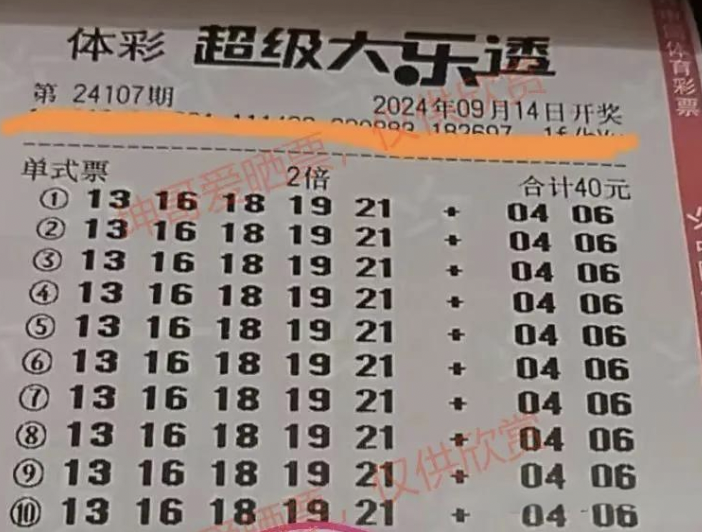 体彩 超级大乐透
第 24107期
2024年09月14日开奖
单式票 2倍 合计40元
① 13 16 18 19 21 + 04 06
② 13 16 18 19 21 + 04 06
③ 13 16 18 19 21 + 04 06
④ 13 16 18 19 21 + 04 06
⑤ 13 16 18 19 21 + 04 06
⑥ 13 16 18 19 21 + 04 06
⑦ 13 16 18 19 21 + 04 06
⑧ 13 16 18 19 21 + 04 06
⑨ 13 16 18 19 21 + 04 06
⑩ 13 16 18 19 21 + 04 06
坤哥爱晒票,仅供欣赏
爱晒票,仅供欣赏
中国体育彩票